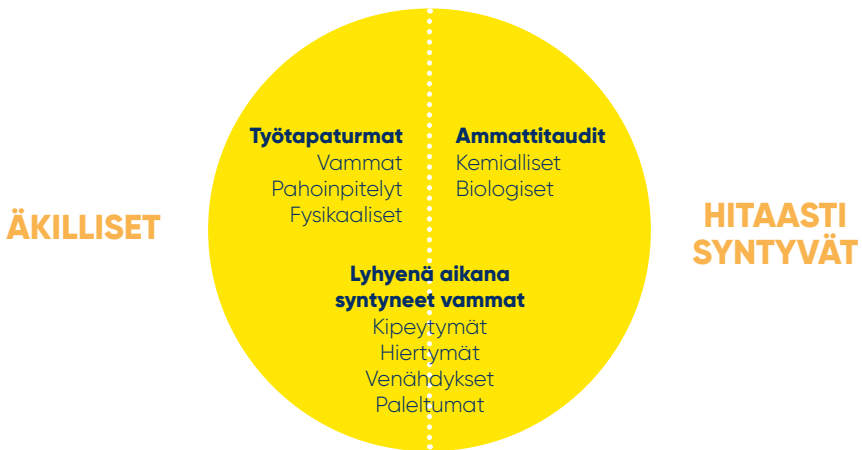 ÄKILLISET
Työtapaturmat
Vammat
Pahoinpitelyt
Fysikaaliset
Ammattitaudit
Kemialliset
Biologiset
Lyhyenä aikana
syntyneet vammat
Kipeytymät
Hiertymät
Venähdykset
Paleltumat
HITAASTI
SYNTYVÄT